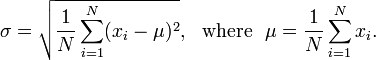 σ = √(1/N ∑_{i=1}^{N} (x_i − μ)²), where μ = 1/N ∑_{i=1}^{N} x_i.